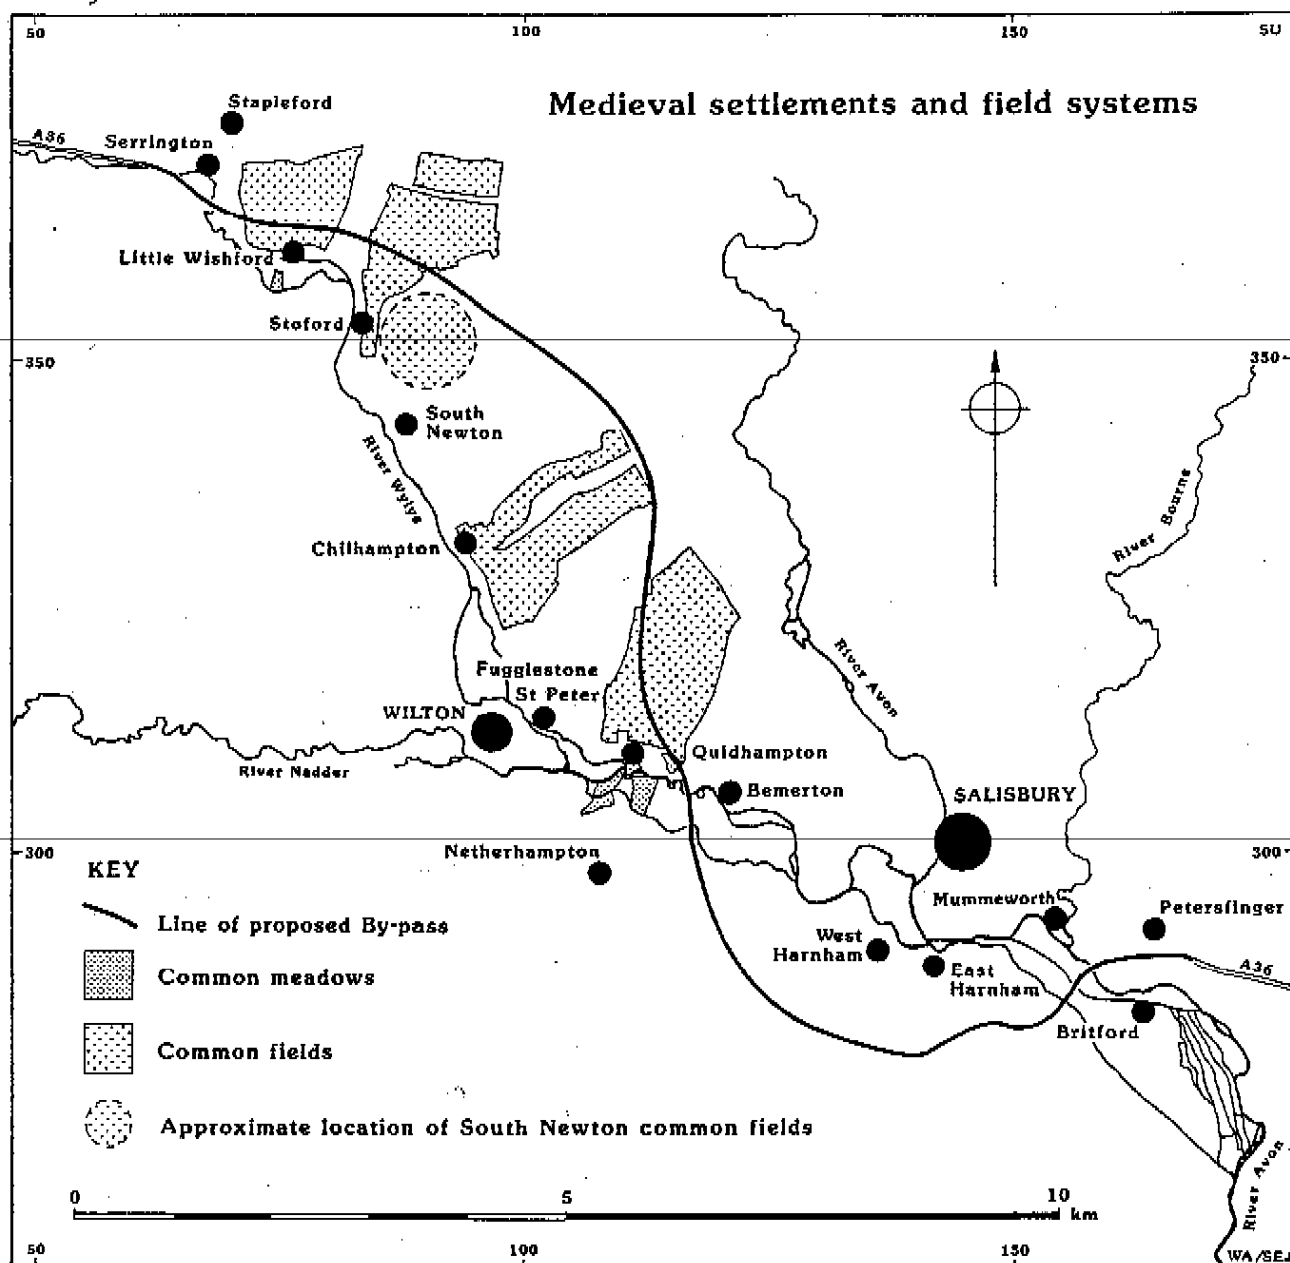 50 100 150 SU
Medieval settlements and field systems
Stapleford
A36
Serrington
Little Wishford
Stoford
350 350
South
Newton
River Wylye
River Bourne
Chilhampton
River Avon
Fugglestone
St Peter
WILTON
Quidhampton
River Nadder
Bemerton
SALISBURY
Netherhampton
300 300
KEY
Mummeworth
Petersfinger
Line of proposed By-pass
West
Harnham
East
Harnham
A36
Common meadows
Britford
Common fields
Approximate location of South Newton common fields
River Avon
0 5 10
km
50 100 150
WA/SEJ